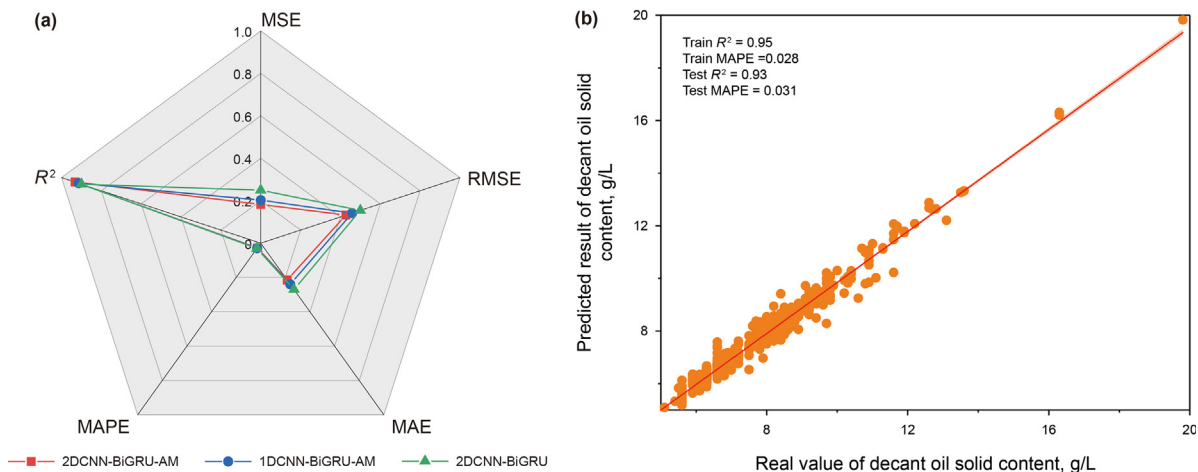 (a)
MSE
1.0
0.8
0.6
0.4
0.2
0
R²
RMSE
MAPE
MAE
2DCNN-BiGRU-AM
1DCNN-BiGRU-AM
2DCNN-BiGRU
(b)
Predicted result of decant oil solid
content, g/L
20
16
12
8
Train R² = 0.95
Train MAPE =0.028
Test R² = 0.93
Test MAPE = 0.031
8
12
16
20
Real value of decant oil solid content, g/L